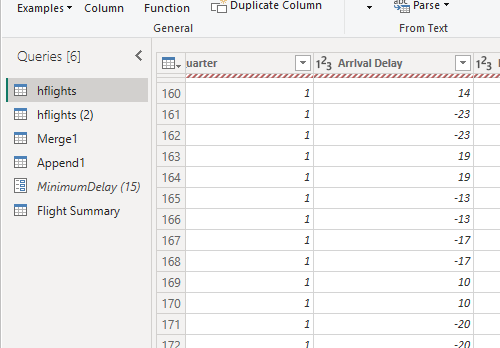 Examples Column Function Duplicate Column Parse
General From Text
Queries [6]
hflights
hflights (2)
Merge1
Append1
MinimumDelay (15)
Flight Summary
uarter 1²3 Arrival Delay 1²3
160 1 14
161 1 -23
162 1 -23
163 1 19
164 1 19
165 1 -13
166 1 -13
167 1 -17
168 1 -17
169 1 10
170 1 10
171 1 -20
172 1 -20